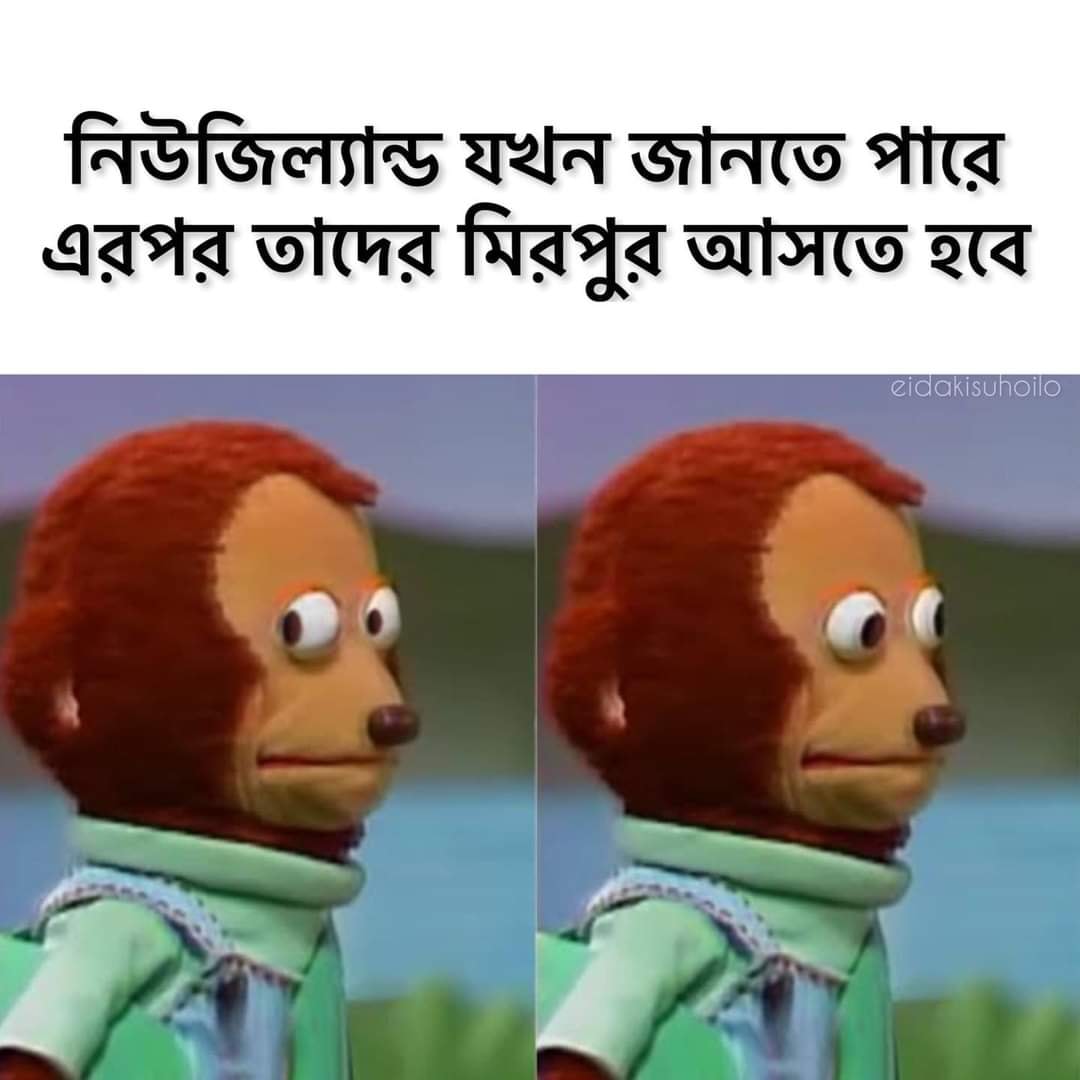 নিউজিল্যান্ড যখন জানতে পারে
এরপর তাদের মিরপুর আসতে হবে
eidakisuhoilo